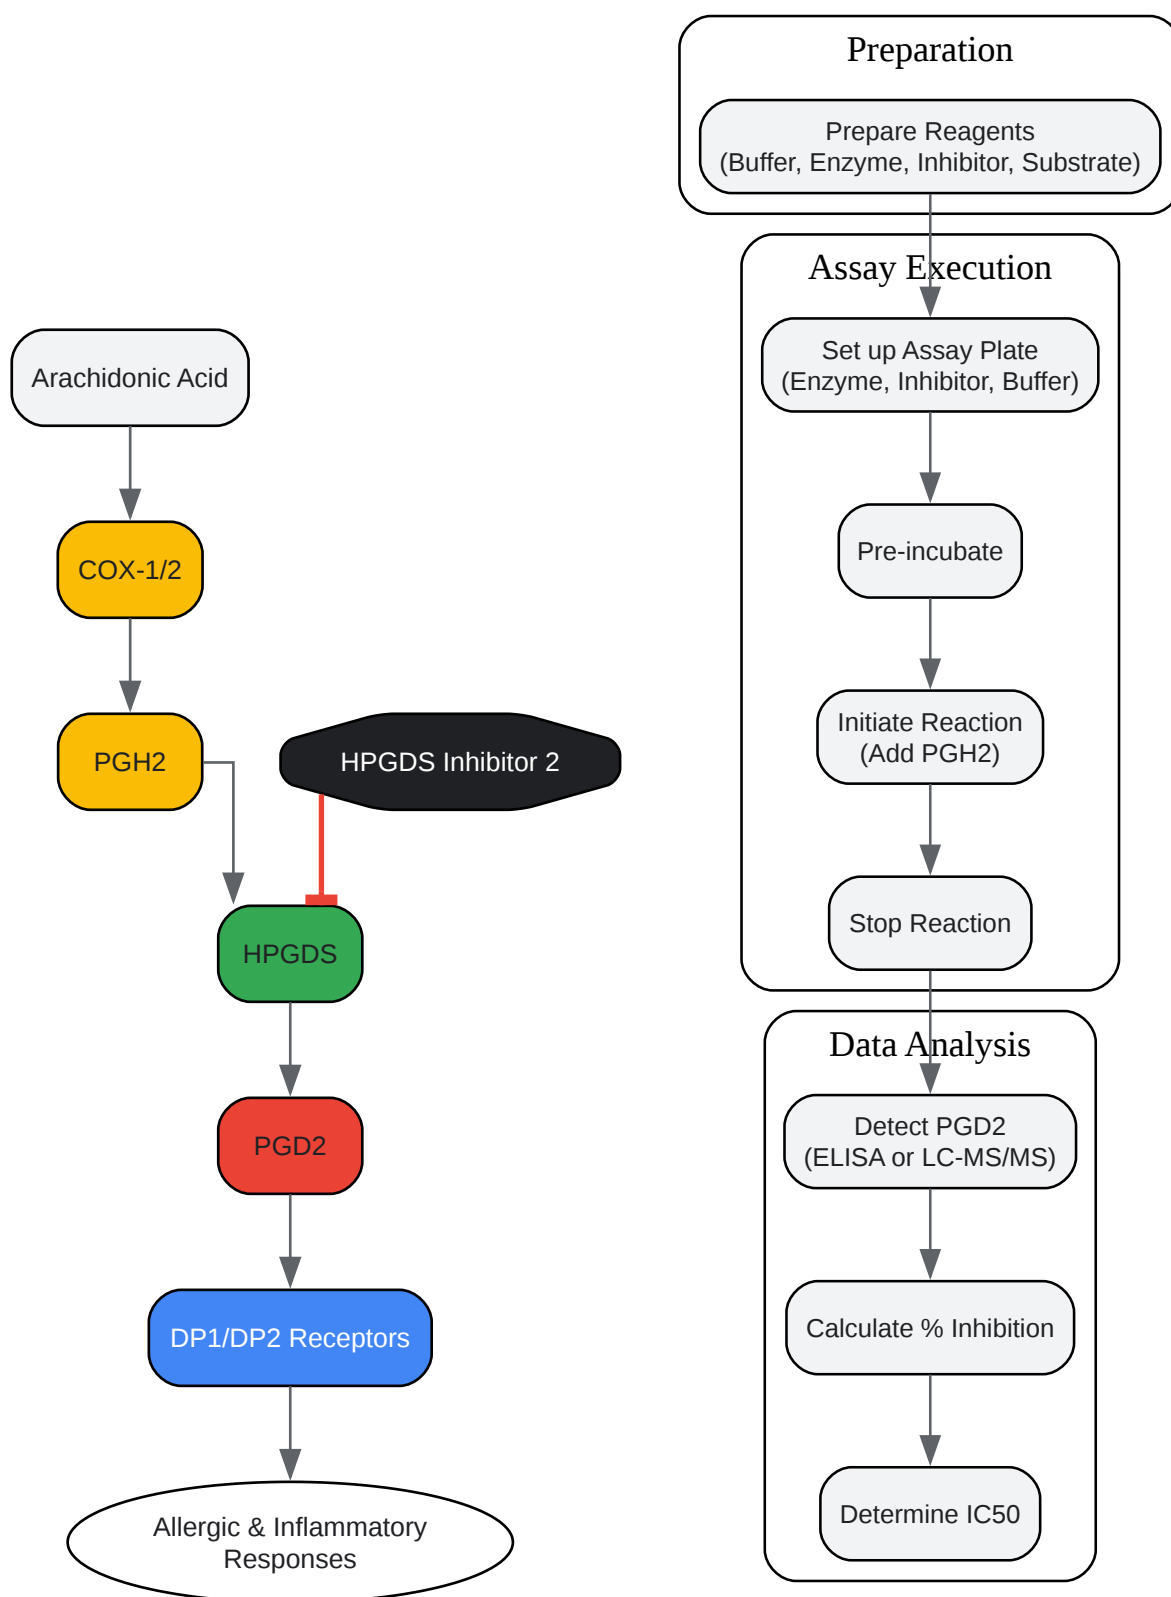 Arachidonic Acid
COX-1/2
PGH2
HPGDS Inhibitor 2
HPGDS
PGD2
DP1/DP2 Receptors
Allergic & Inflammatory
Responses
Preparation
Prepare Reagents
(Buffer, Enzyme, Inhibitor, Substrate)
Assay Execution
Set up Assay Plate
(Enzyme, Inhibitor, Buffer)
Pre-incubate
Initiate Reaction
(Add PGH2)
Stop Reaction
Data Analysis
Detect PGD2
(ELISA or LC-MS/MS)
Calculate % Inhibition
Determine IC50